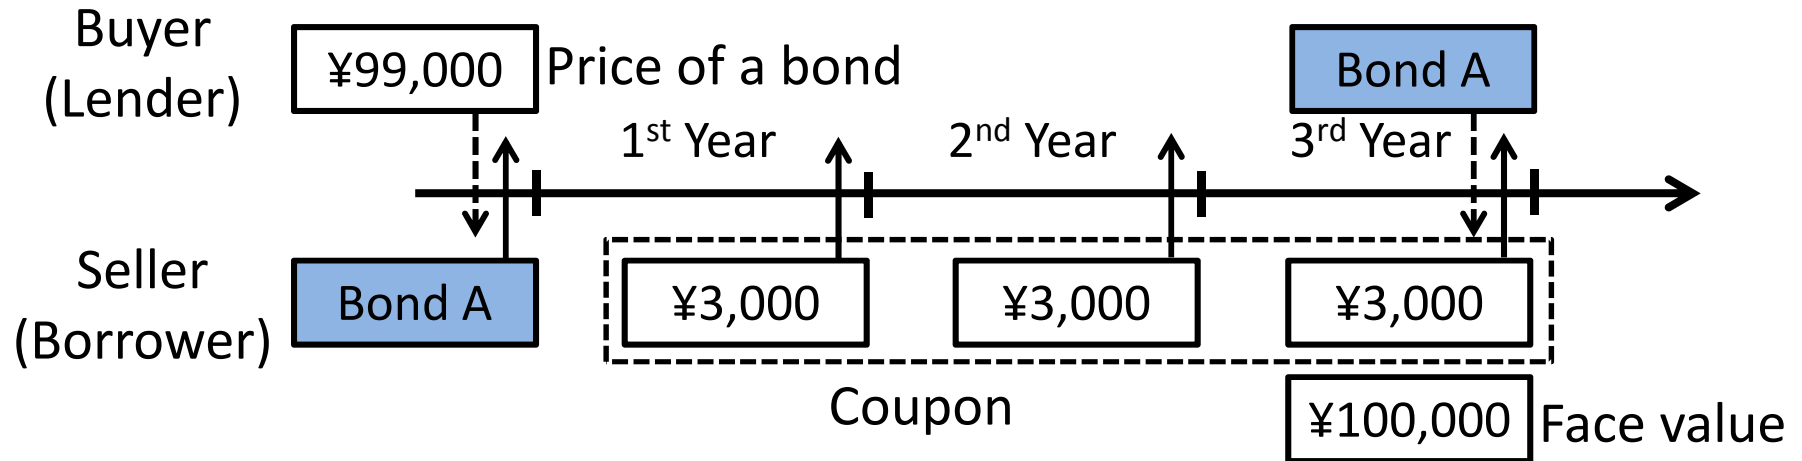 Buyer
(Lender)
¥99,000
Price of a bond
Bond A
1st Year
2nd Year
3rd Year
Seller
(Borrower)
Bond A
¥3,000
¥3,000
¥3,000
Coupon
¥100,000
Face value